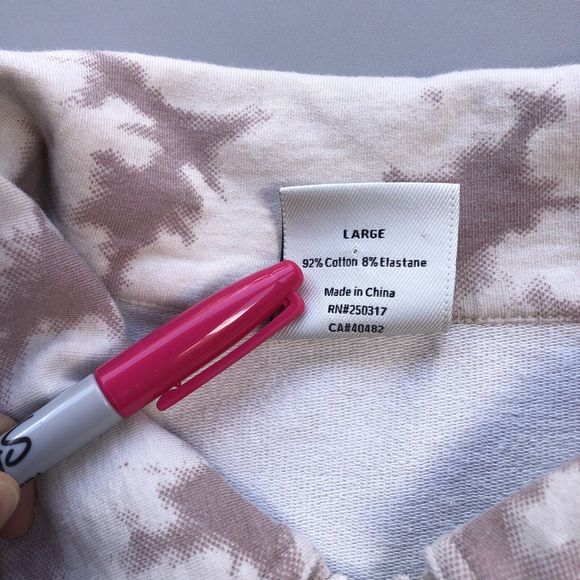 LARGE
92% Cotton 8% Elastane
Made in China
RN#250317
CA#40482